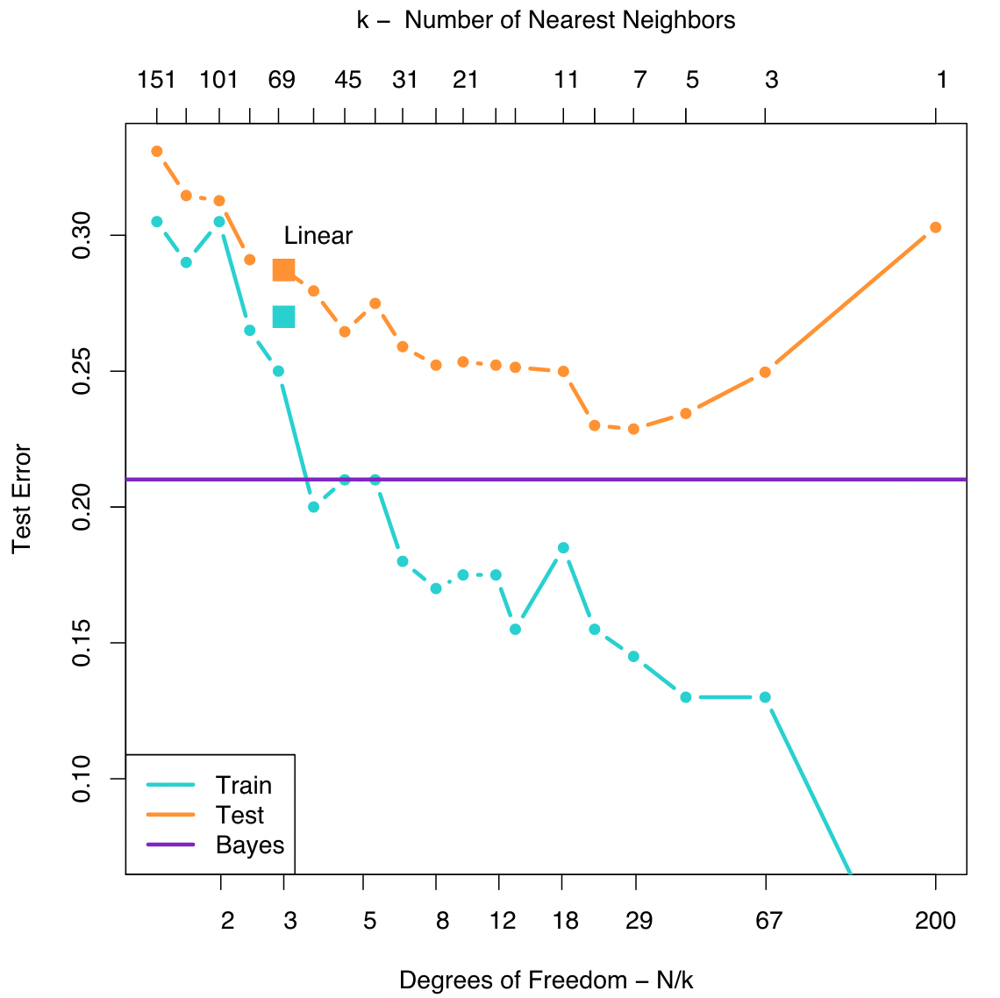 k – Number of Nearest Neighbors
151 101 69 45 31 21 11 7 5 3 1
Linear
0.30
0.25
0.20
0.15
0.10
Test Error
Train
Test
Bayes
2 3 5 8 12 18 29 67 200
Degrees of Freedom – N/k